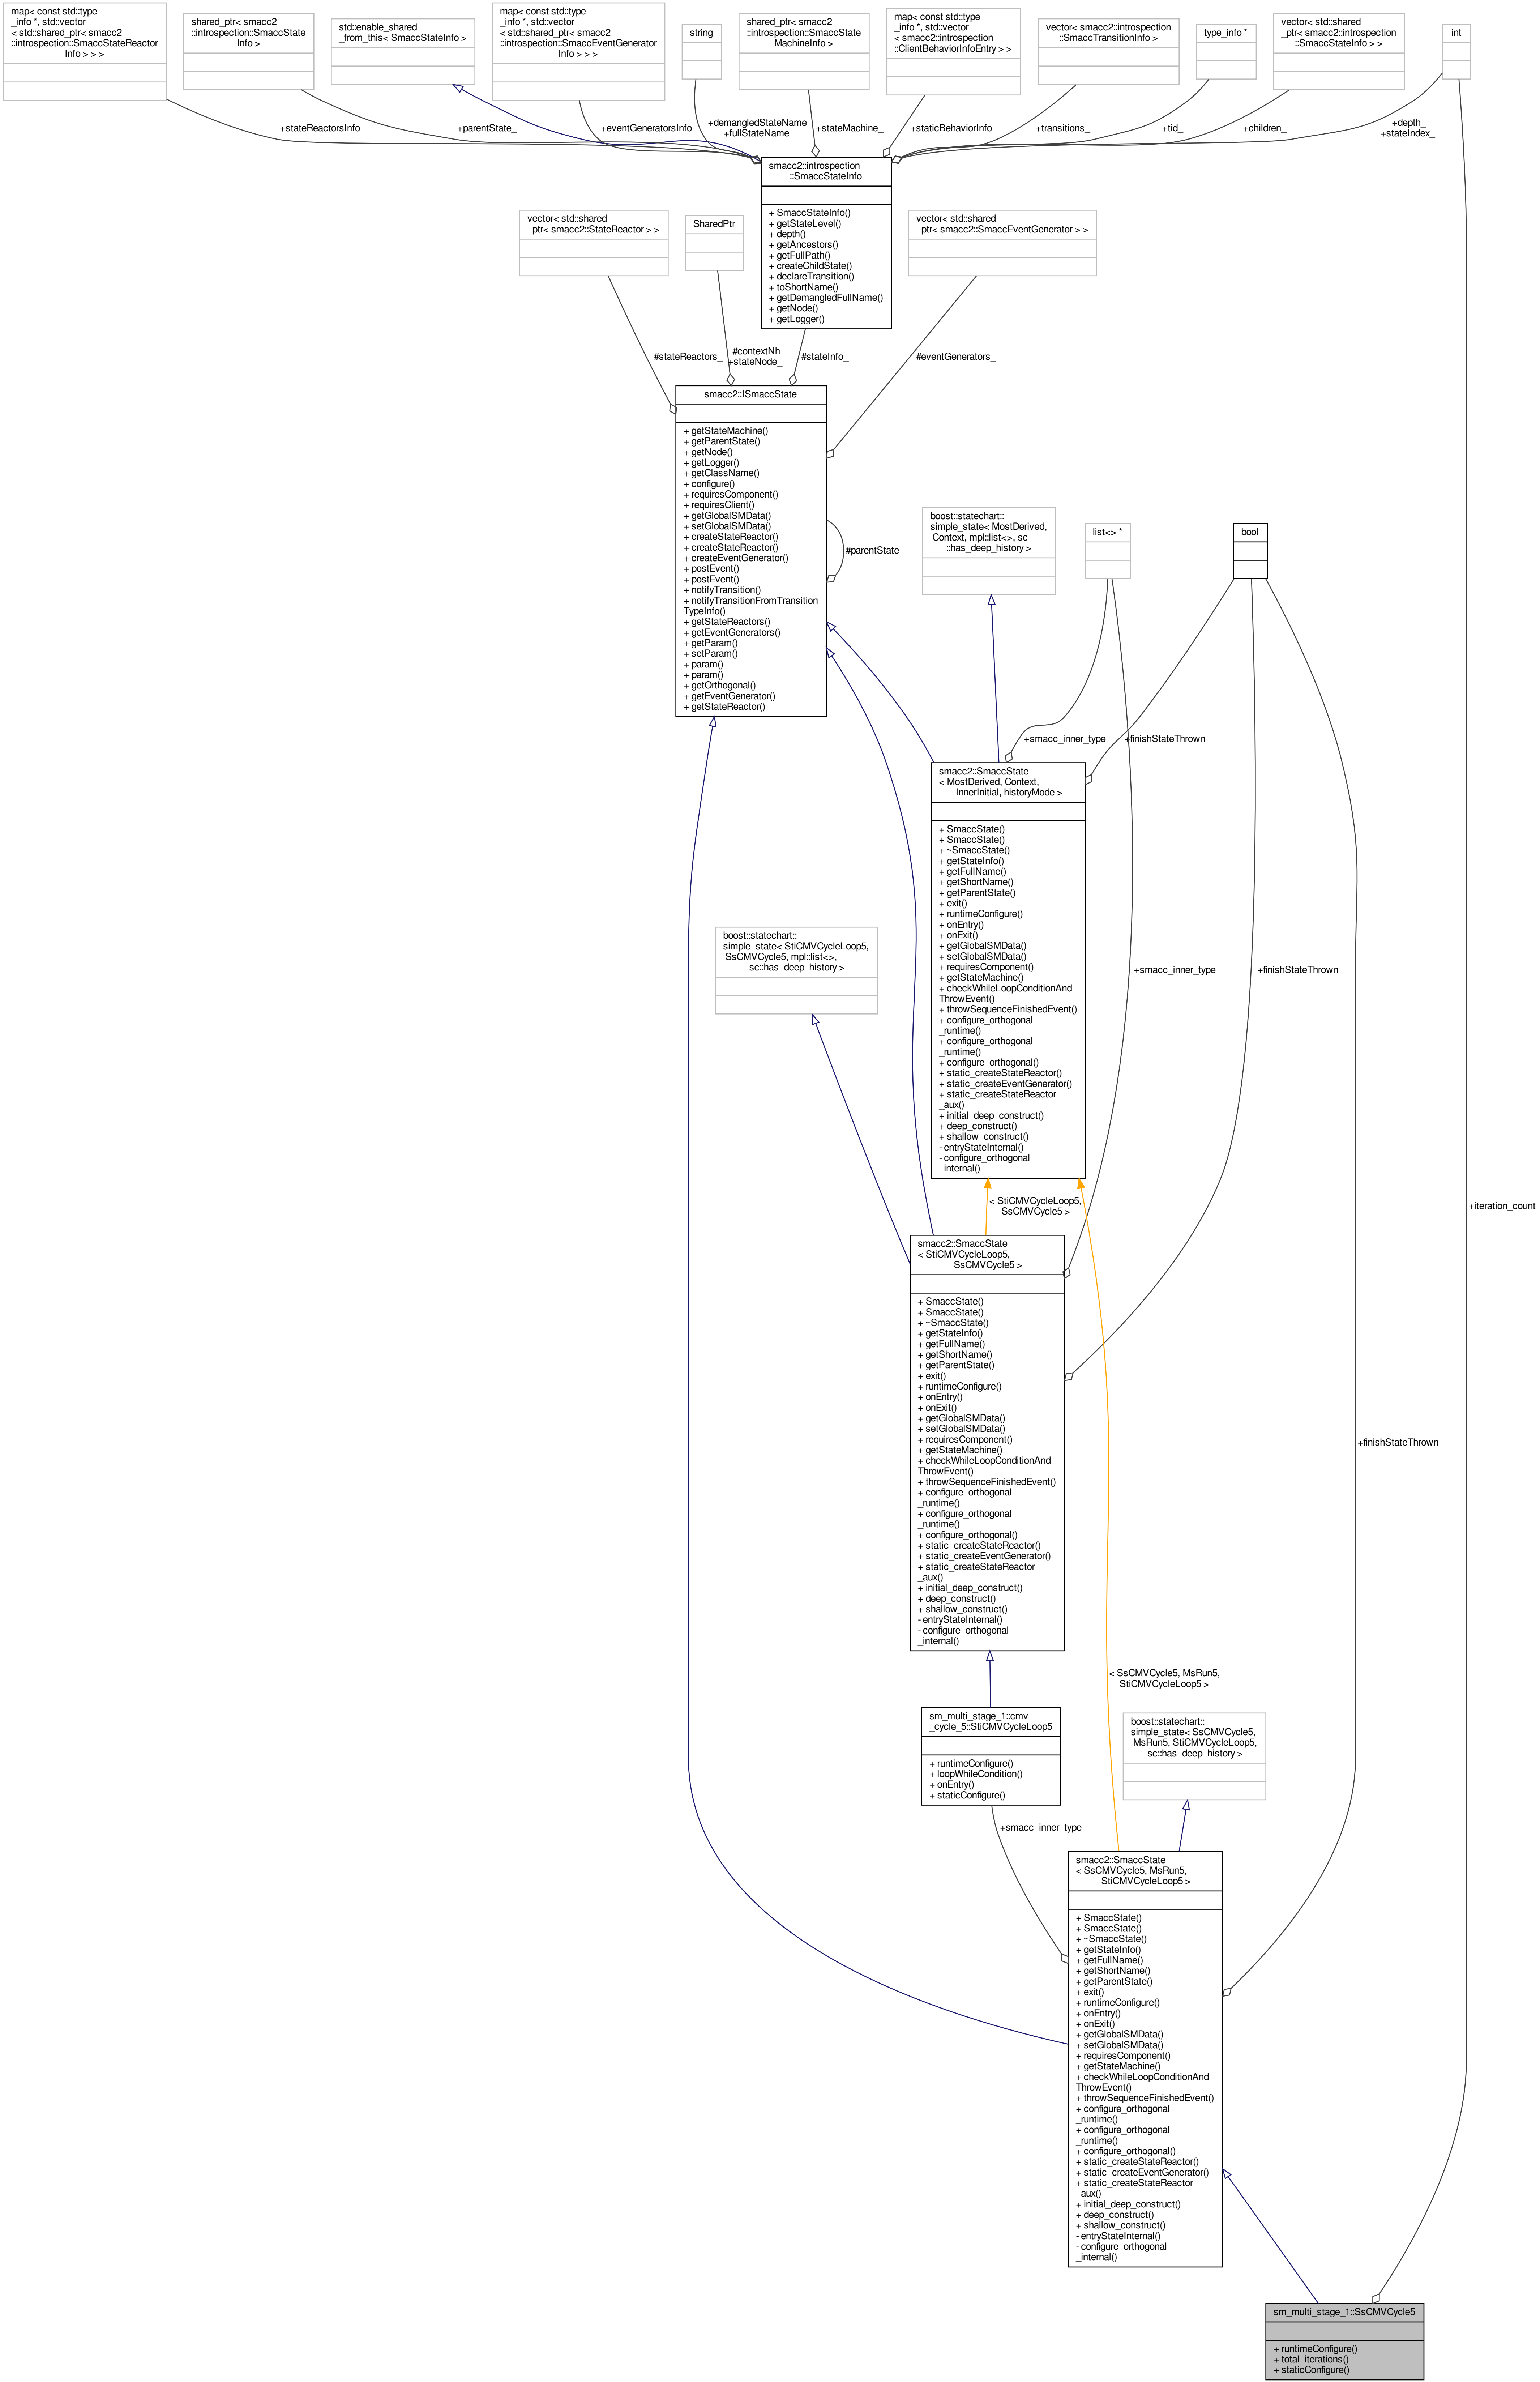 map< const std::type
_info *, std::vector
< std::shared_ptr< smacc2
::introspection::SmaccStateReactor
Info > > >
shared_ptr< smacc2
::introspection::SmaccState
Info >
std::enable_shared
_from_this< SmaccStateInfo >
map< const std::type
_info *, std::vector
< std::shared_ptr< smacc2
::introspection::SmaccEventGenerator
Info > > >
string
shared_ptr< smacc2
::introspection::SmaccState
MachineInfo >
map< const std::type
_info *, std::vector
< smacc2::introspection
::ClientBehaviorInfoEntry > >
vector< smacc2::introspection
::SmaccTransitionInfo >
type_info *
vector< std::shared
_ptr< smacc2::introspection
::SmaccStateInfo > >
int
+stateReactorsInfo
+parentState_
+eventGeneratorsInfo
+demangledStateName
+fullStateName
+stateMachine_
+staticBehaviorInfo
+transitions_
+tid_
+children_
+depth_
+stateIndex_
smacc2::introspection
::SmaccStateInfo
+ SmaccStateInfo()
+ getStateLevel()
+ depth()
+ getAncestors()
+ getFullPath()
+ createChildState()
+ declareTransition()
+ toShortName()
+ getDemangledFullName()
+ getNode()
+ getLogger()
vector< std::shared
_ptr< smacc2::StateReactor > >
SharedPtr
vector< std::shared
_ptr< smacc2::SmaccEventGenerator > >
#stateReactors_
#contextNh
+stateNode_
#stateInfo_
#eventGenerators_
smacc2::ISmaccState
+ getStateMachine()
+ getParentState()
+ getNode()
+ getLogger()
+ getClassName()
+ configure()
+ requiresComponent()
+ requiresClient()
+ getGlobalSMData()
+ setGlobalSMData()
+ createStateReactor()
+ createStateReactor()
+ createEventGenerator()
+ postEvent()
+ postEvent()
+ notifyTransition()
+ notifyTransitionFromTransition
TypeInfo()
+ getStateReactors()
+ getEventGenerators()
+ getParam()
+ setParam()
+ param()
+ param()
+ getOrthogonal()
+ getEventGenerator()
+ getStateReactor()
#parentState_
boost::statechart::
simple_state< MostDerived,
Context, mpl::list<>, sc
::has_deep_history >
list<> *
bool
+smacc_inner_type
+finishStateThrown
smacc2::SmaccState
< MostDerived, Context,
InnerInitial, historyMode >
+ SmaccState()
+ SmaccState()
+ ~SmaccState()
+ getStateInfo()
+ getFullName()
+ getShortName()
+ getParentState()
+ exit()
+ runtimeConfigure()
+ onEntry()
+ onExit()
+ getGlobalSMData()
+ setGlobalSMData()
+ requiresComponent()
+ getStateMachine()
+ checkWhileLoopConditionAnd
ThrowEvent()
+ throwSequenceFinishedEvent()
+ configure_orthogonal
_runtime()
+ configure_orthogonal
_runtime()
+ configure_orthogonal()
+ static_createStateReactor()
+ static_createEventGenerator()
+ static_createStateReactor
_aux()
+ initial_deep_construct()
+ deep_construct()
+ shallow_construct()
- entryStateInternal()
- configure_orthogonal
_internal()
boost::statechart::
simple_state< StiCMVCycleLoop5,
SsCMVCycle5, mpl::list<>,
sc::has_deep_history >
+smacc_inner_type
+finishStateThrown
< StiCMVCycleLoop5,
SsCMVCycle5 >
+iteration_count
smacc2::SmaccState
< StiCMVCycleLoop5,
SsCMVCycle5 >
+ SmaccState()
+ SmaccState()
+ ~SmaccState()
+ getStateInfo()
+ getFullName()
+ getShortName()
+ getParentState()
+ exit()
+ runtimeConfigure()
+ onEntry()
+ onExit()
+ getGlobalSMData()
+ setGlobalSMData()
+ requiresComponent()
+ getStateMachine()
+ checkWhileLoopConditionAnd
ThrowEvent()
+ throwSequenceFinishedEvent()
+ configure_orthogonal
_runtime()
+ configure_orthogonal
_runtime()
+ configure_orthogonal()
+ static_createStateReactor()
+ static_createEventGenerator()
+ static_createStateReactor
_aux()
+ initial_deep_construct()
+ deep_construct()
+ shallow_construct()
- entryStateInternal()
- configure_orthogonal
_internal()
+finishStateThrown
< SsCMVCycle5, MsRun5,
StiCMVCycleLoop5 >
sm_multi_stage_1::cmv
_cycle_5::StiCMVCycleLoop5
+ runtimeConfigure()
+ loopWhileCondition()
+ onEntry()
+ staticConfigure()
boost::statechart::
simple_state< SsCMVCycle5,
MsRun5, StiCMVCycleLoop5,
sc::has_deep_history >
+smacc_inner_type
smacc2::SmaccState
< SsCMVCycle5, MsRun5,
StiCMVCycleLoop5 >
+ SmaccState()
+ SmaccState()
+ ~SmaccState()
+ getStateInfo()
+ getFullName()
+ getShortName()
+ getParentState()
+ exit()
+ runtimeConfigure()
+ onEntry()
+ onExit()
+ getGlobalSMData()
+ setGlobalSMData()
+ requiresComponent()
+ getStateMachine()
+ checkWhileLoopConditionAnd
ThrowEvent()
+ throwSequenceFinishedEvent()
+ configure_orthogonal
_runtime()
+ configure_orthogonal
_runtime()
+ configure_orthogonal()
+ static_createStateReactor()
+ static_createEventGenerator()
+ static_createStateReactor
_aux()
+ initial_deep_construct()
+ deep_construct()
+ shallow_construct()
- entryStateInternal()
- configure_orthogonal
_internal()
sm_multi_stage_1::SsCMVCycle5
+ runtimeConfigure()
+ total_iterations()
+ staticConfigure()